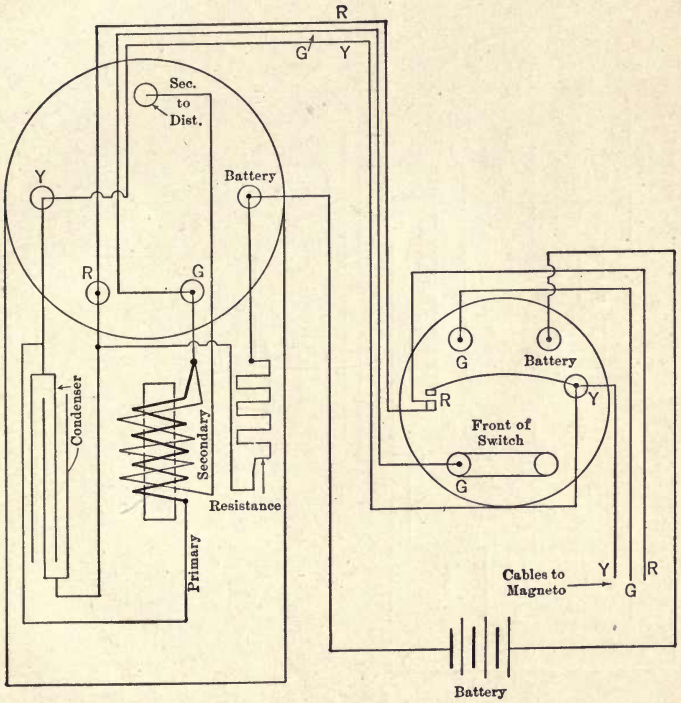 R
G Y
Sec.
to
Dist.
Y
Battery
R
G
G
Battery
R
Y
Condenser
Secondary
Front of
Switch
G
Resistance
Primary
Cables to
Magneto
Y
G
R
Battery